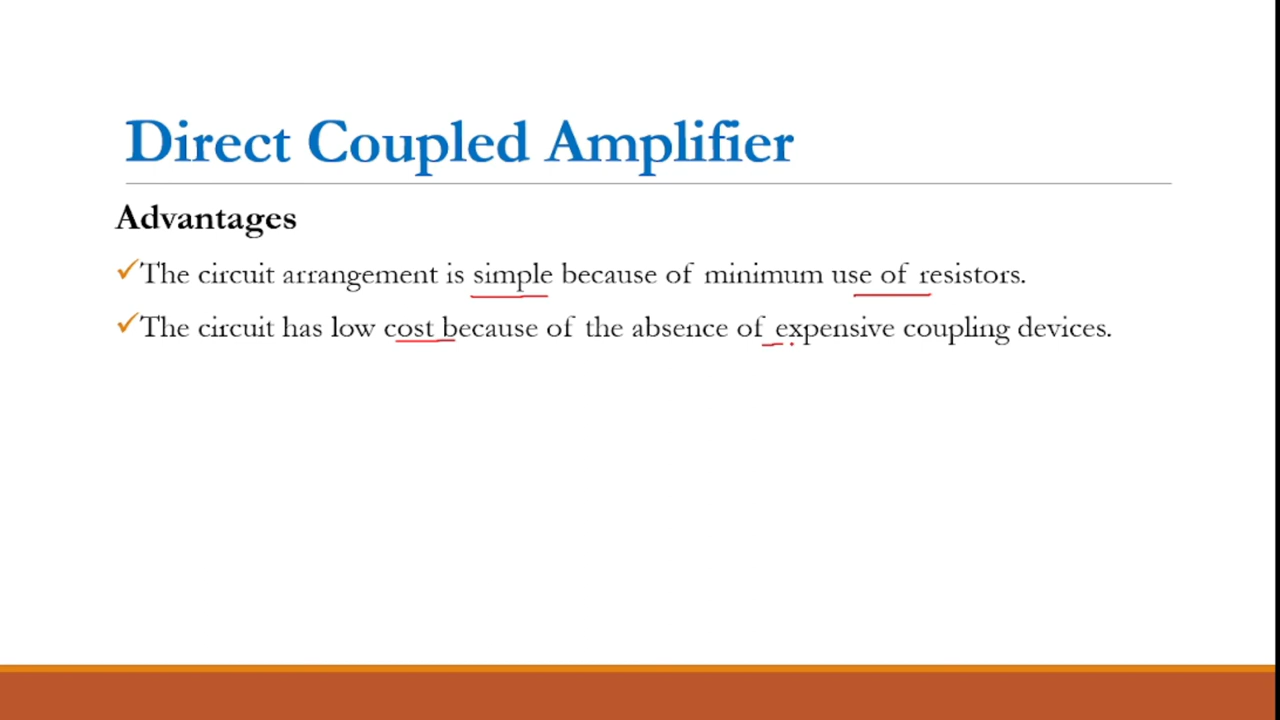 Direct Coupled Amplifier
Advantages
✓The circuit arrangement is simple because of minimum use of resistors.
✓The circuit has low cost because of the absence of expensive coupling devices.